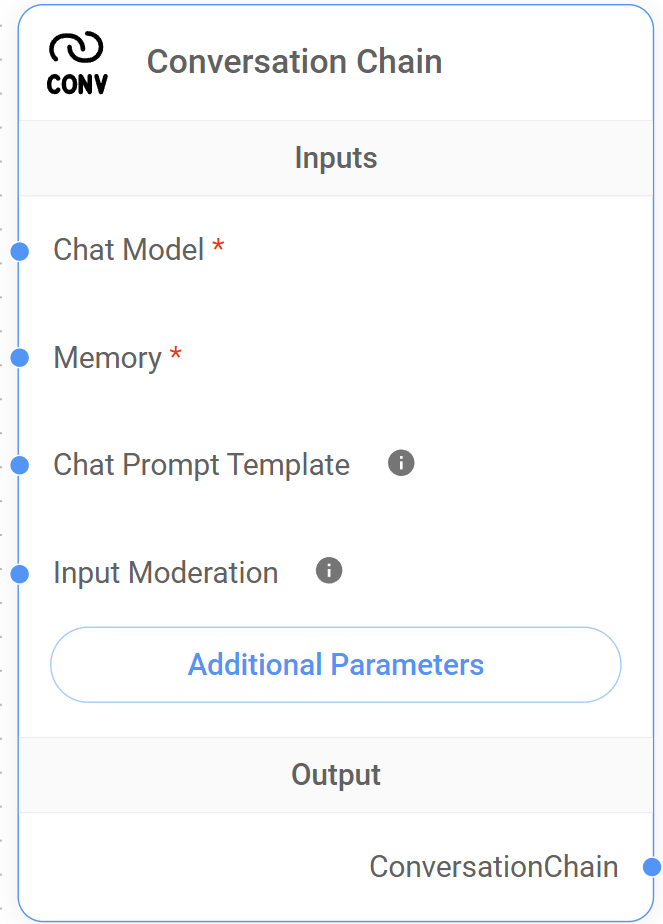 CONV
Conversation Chain
Inputs
Chat Model *
Memory *
Chat Prompt Template
Input Moderation
Additional Parameters
Output
ConversationChain